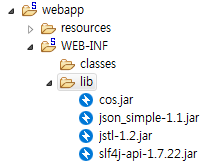 webapp
resources
WEB-INF
classes
lib
cos.jar
json_simple-1.1.jar
jstl-1.2.jar
slf4j-api-1.7.22.jar